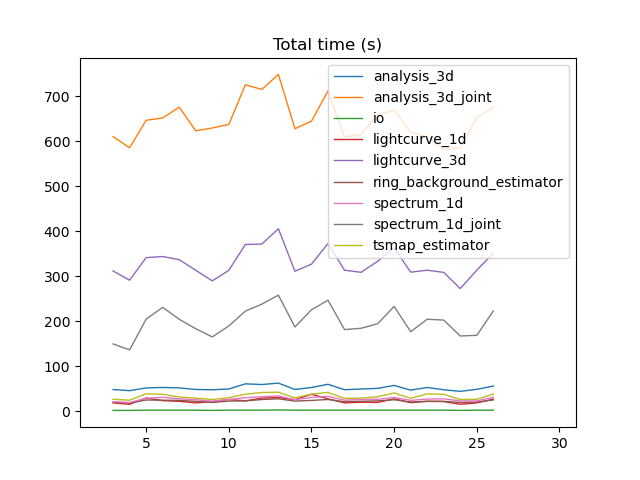 Total time (s)
700
600
500
400
300
200
100
0
5
10
15
20
25
30
analysis_3d
analysis_3d_joint
io
lightcurve_1d
lightcurve_3d
ring_background_estimator
spectrum_1d
spectrum_1d_joint
tsmap_estimator